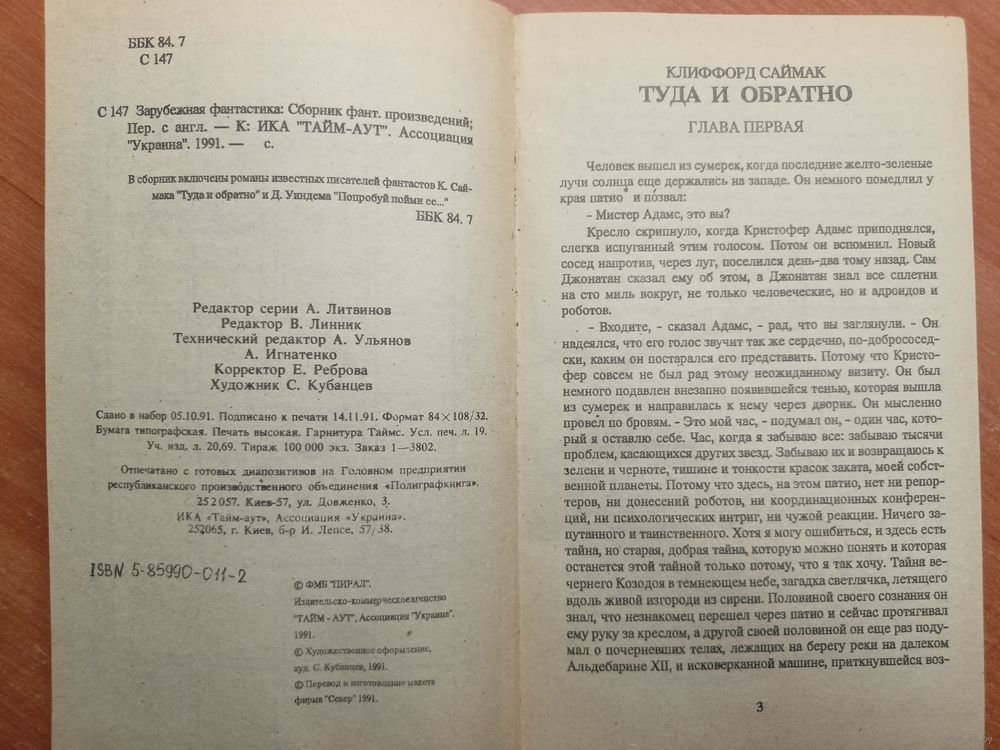 ББК 84. 7
С 147
С 147 Зарубежная фантастика: Сборник фант. произведений;
Пер. с англ. — К: ИКА "ТАЙМ-АУТ". Ассоциация
"Украина". 1991. — с.
В сборник включены романы известных писателей фантастов К. Сай-
мака "Туда и обратно" и Д. Уиндема "Попробуй пойми ее..."
ББК 84. 7
Редактор серии А. Литвинов
Редактор В. Линник
Технический редактор А. Ульянов
А. Игнатенко
Корректор Е. Реброва
Художник С. Кубанцев
Сдано в набор 05.10.91. Подписано к печати 14.11.91. Формат 84×108/32.
Бумага типографская. Печать высокая. Гарнитура Таймс. Усл. печ. л. 19.
Уч. изд. л. 20,69. Тираж 100 000 экз. Заказ 1—3802.
Отпечатано с готовых диапозитивов на Головном предприятии
республиканского производственного объединения «Полиграфкнига».
252057. Киев-57, ул. Довженко, 3.
ИКА «Тайм-аут», Ассоциация «Украина».
252065, г. Киев, б-р И. Лепсе, 57/38.
ISBN 5-85990-011-2
© ФМБ "ПИРАЛ".
Издательско-коммерческоеагенство
"ТАЙМ - АУТ", Ассоциация "Украина".
1991.
© Художественное оформление,
худ. С. Кубанцев, 1991.
© Перевод и изготовление макета
фирма "Север" 1991.
КЛИФФОРД САЙМАК
ТУДА И ОБРАТНО
ГЛАВА ПЕРВАЯ
Человек вышел из сумерек, когда последние желто-зеленые
лучи солнца еще держались на западе. Он немного помедлил у
края патио и позвал:
- Мистер Адамс, это вы?
Кресло скрипнуло, когда Кристофер Адамс приподнялся,
слегка испуганный этим голосом. Потом он вспомнил. Новый
сосед напротив, через луг, поселился день-два тому назад. Сам
Джонатан сказал ему об этом, а Джонатан знал все сплетни
на сто миль вокруг, не только человеческие, но и адроидов и
роботов.
- Входите, - сказал Адамс, - рад, что вы заглянули. - Он
надеялся, что его голос звучит так же сердечно, по-добрососед-
ски, каким он постарался его представить. Потому что Кристо-
фер совсем не был рад этому неожиданному визиту. Он был
немного подавлен внезапно появившейся тенью, которая вышла
из сумерек и направилась к нему через дворик. Он мысленно
провел по бровям. - Это мой час, - подумал он, - один час, кото-
рый я оставлю себе. Час, когда я забываю все: забываю тысячи
проблем, касающихся других звезд. Забываю их и возвращаюсь к
зелени и черноте, тишине и тонкости красок заката, моей собст-
венной планеты. Потому что здесь, на этом патио, нет ни репор-
теров, ни донесений роботов, ни координационных конферен-
ций, ни психологических интриг, ни чужой реакции. Ничего за-
путанного и таинственного. Хотя я могу ошибиться, и здесь есть
тайна, но старая, добрая тайна, которую можно понять и которая
останется этой тайной только потому, что я так хочу. Тайна ве-
чернего Козодоя в темнеющем небе, загадка светлячка, летящего
вдоль живой изгороди из сирени. Половиной своего сознания он
знал, что незнакомец перешел через патио и сейчас протягивал
ему руку за креслом, а другой своей половиной он еще раз поду-
мал о почерневших телах, лежащих на берегу реки на далеком
Альдебарине XII, и исковерканной машине, приткнувшейся воз-
3